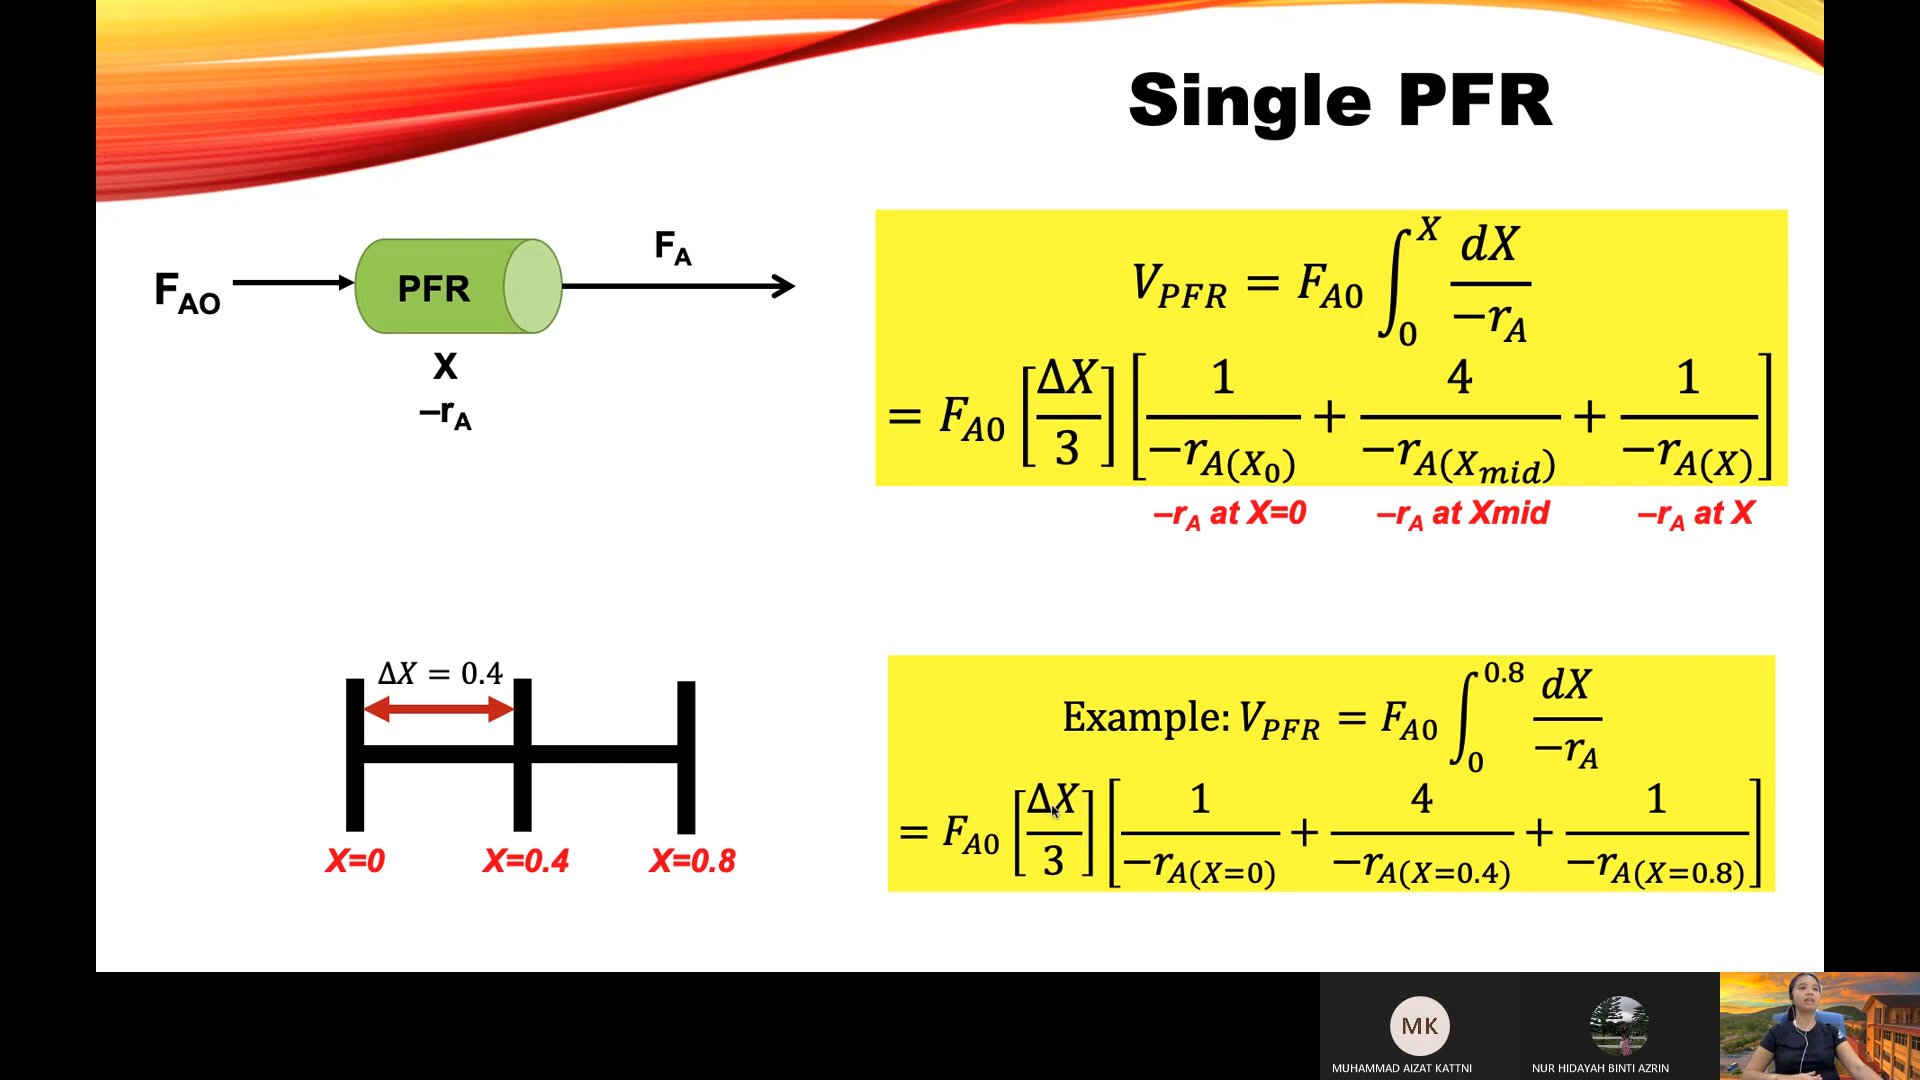 Single PFR
F_AO
PFR
F_A
X
–r_A
V_PFR = F_A0 ∫_0^X dX/−r_A
= F_A0 [ΔX/3] [1/−r_A(X_0) + 4/−r_A(X_mid) + 1/−r_A(X)]
–r_A at X=0 –r_A at Xmid –r_A at X
ΔX = 0.4
X=0 X=0.4 X=0.8
Example: V_PFR = F_A0 ∫_0^0.8 dX/−r_A
= F_A0 [ΔX/3] [1/−r_A(X=0) + 4/−r_A(X=0.4) + 1/−r_A(X=0.8)]
MK
MUHAMMAD AIZAT KATTNI
NUR HIDAYAH BINTI AZRIN